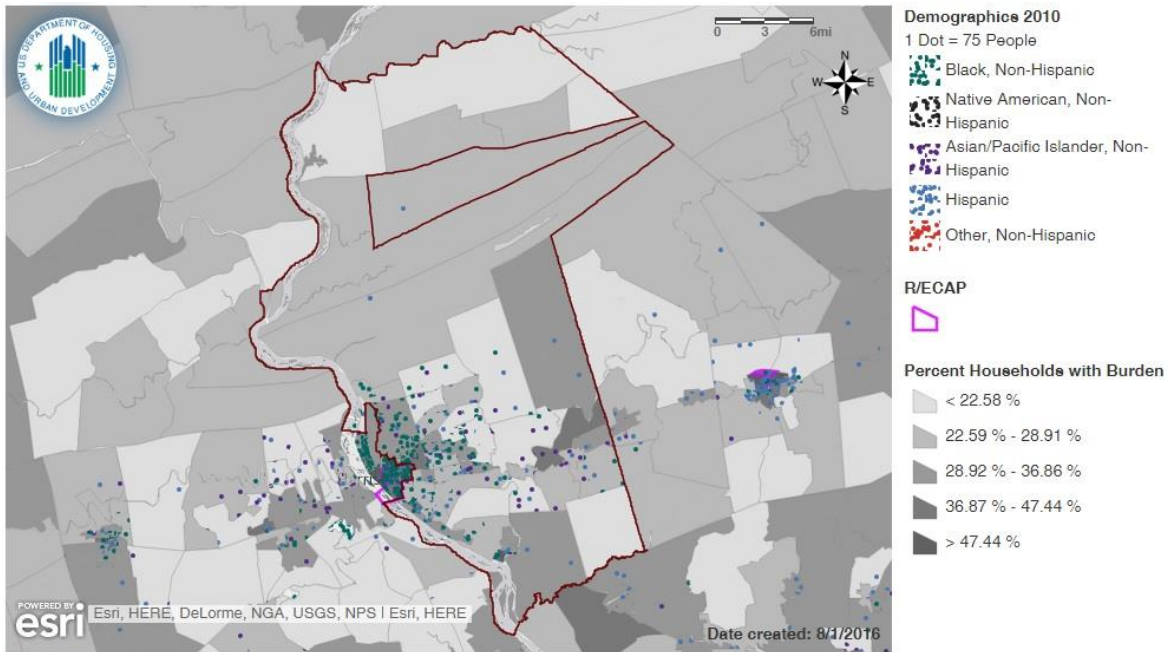 US DEPARTMENT OF HOUSING
AND URBAN DEVELOPMENT
0 3 6mi
N
W E
S
Demographics 2010
1 Dot = 75 People
Black, Non-Hispanic
Native American, Non-
Hispanic
Asian/Pacific Islander, Non-
Hispanic
Hispanic
Other, Non-Hispanic
R/ECAP
Percent Households with Burden
< 22.58 %
22.59 % - 28.91 %
28.92 % - 36.86 %
36.87 % - 47.44 %
> 47.44 %
POWERED BY
esri
Esri, HERE, DeLorme, NGA, USGS, NPS | Esri, HERE
Date created: 8/1/2016